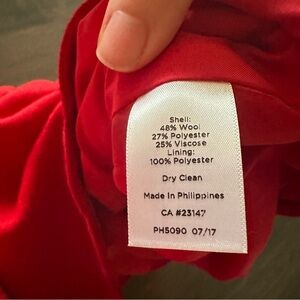 Shell:
48% Wool
27% Polyester
25% Viscose
Lining:
100% Polyester
Dry Clean
Made In Philippines
CA #23147
PH5090 07/17